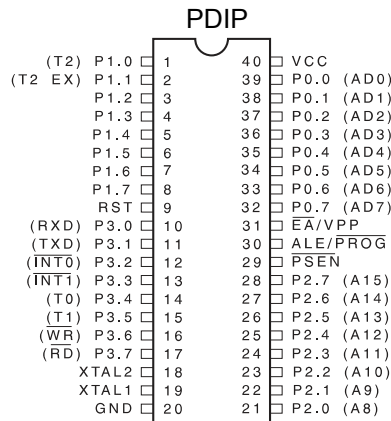 PDIP
(T2) P1.0 1 40 VCC
(T2 EX) P1.1 2 39 P0.0 (AD0)
P1.2 3 38 P0.1 (AD1)
P1.3 4 37 P0.2 (AD2)
P1.4 5 36 P0.3 (AD3)
P1.5 6 35 P0.4 (AD4)
P1.6 7 34 P0.5 (AD5)
P1.7 8 33 P0.6 (AD6)
RST 9 32 P0.7 (AD7)
(RXD) P3.0 10 31 E̅A̅/VPP
(TXD) P3.1 11 30 ALE/P̅R̅O̅G̅
(I̅N̅T̅0̅) P3.2 12 29 P̅S̅E̅N̅
(I̅N̅T̅1̅) P3.3 13 28 P2.7 (A15)
(T0) P3.4 14 27 P2.6 (A14)
(T1) P3.5 15 26 P2.5 (A13)
(W̅R̅) P3.6 16 25 P2.4 (A12)
(R̅D̅) P3.7 17 24 P2.3 (A11)
XTAL2 18 23 P2.2 (A10)
XTAL1 19 22 P2.1 (A9)
GND 20 21 P2.0 (A8)